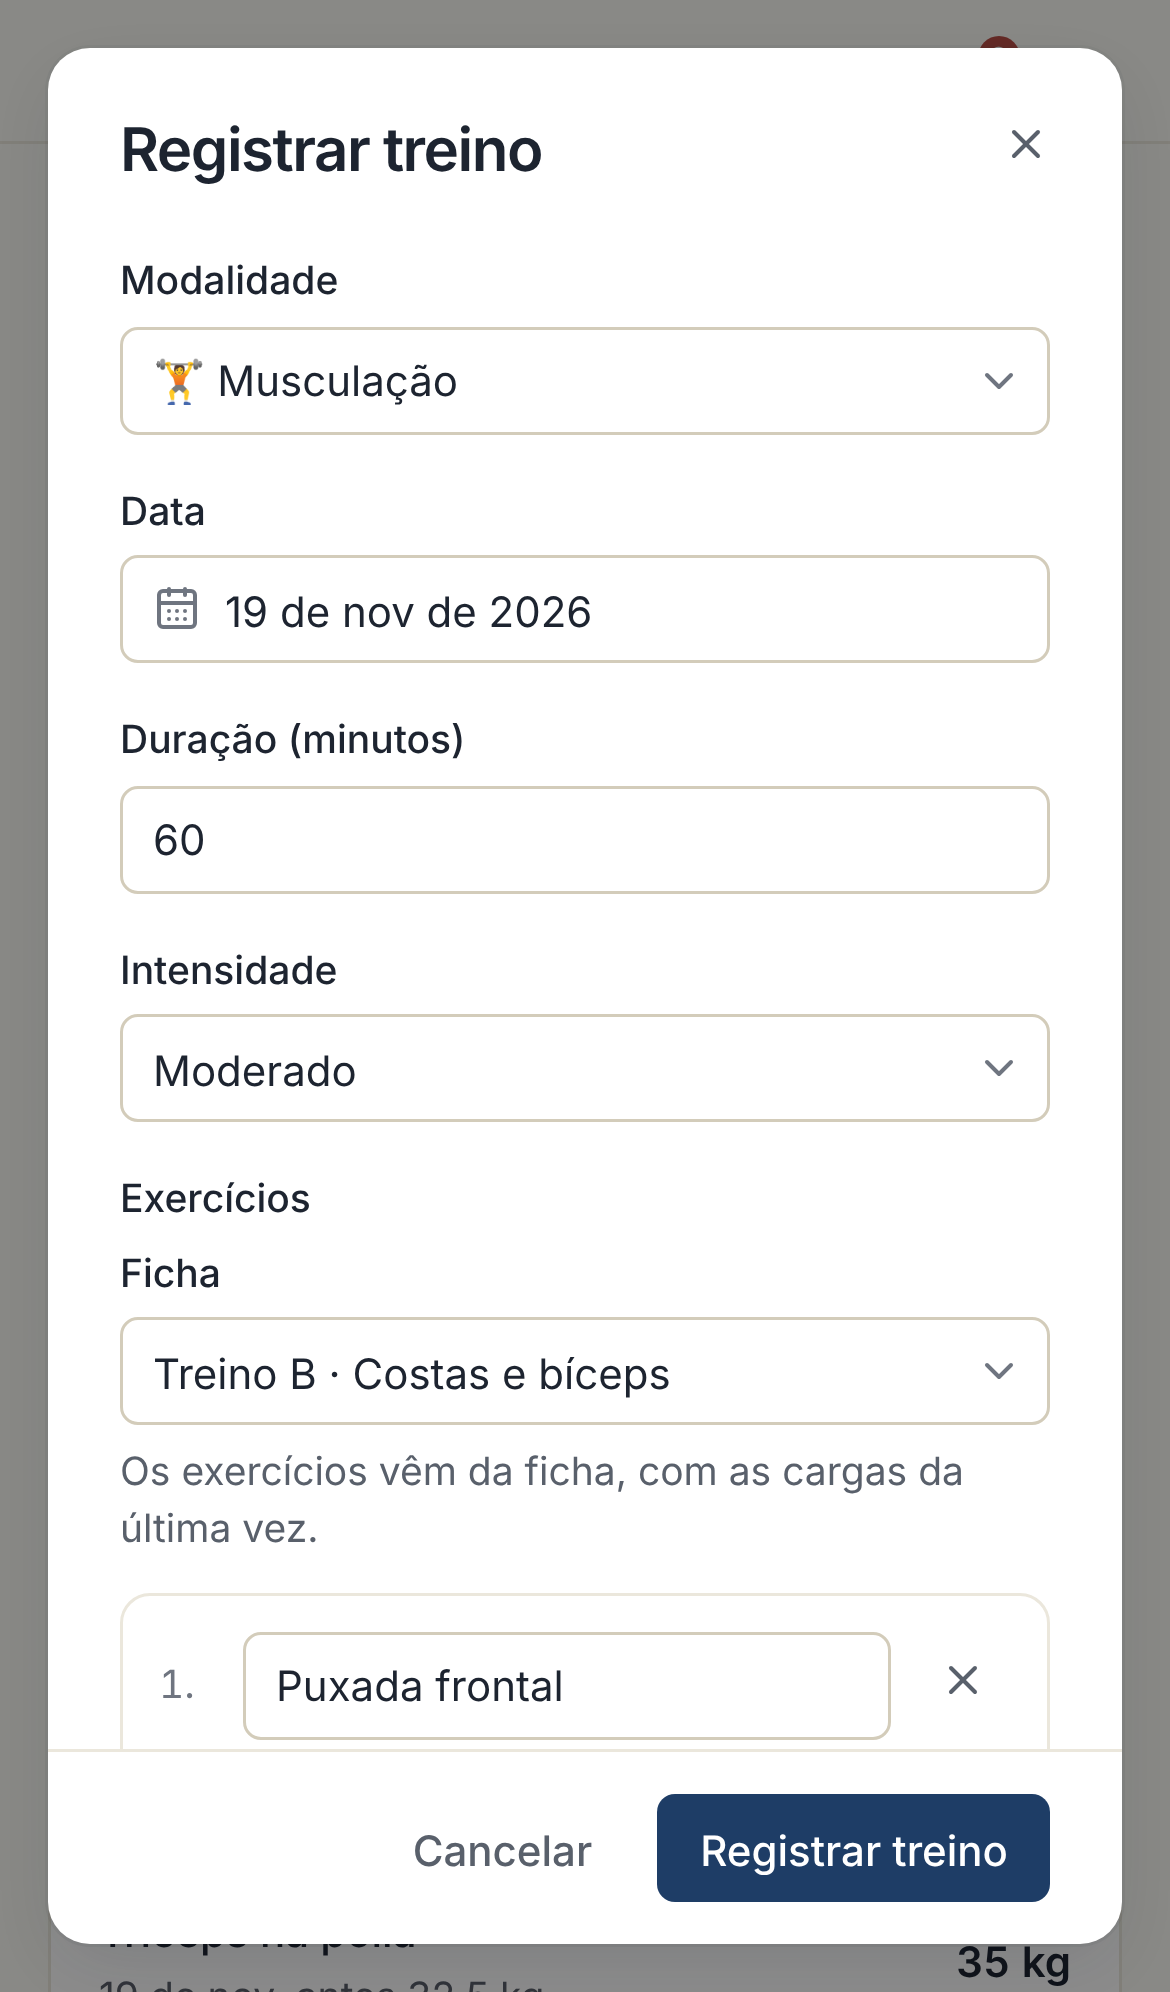 Registrar treino
Modalidade
🏋️ Musculação
Data
19 de nov de 2026
Duração (minutos)
60
Intensidade
Moderado
Exercícios
Ficha
Treino B · Costas e bíceps
Os exercícios vêm da ficha, com as cargas da
última vez.
1. Puxada frontal
Cancelar
Registrar treino
35 kg